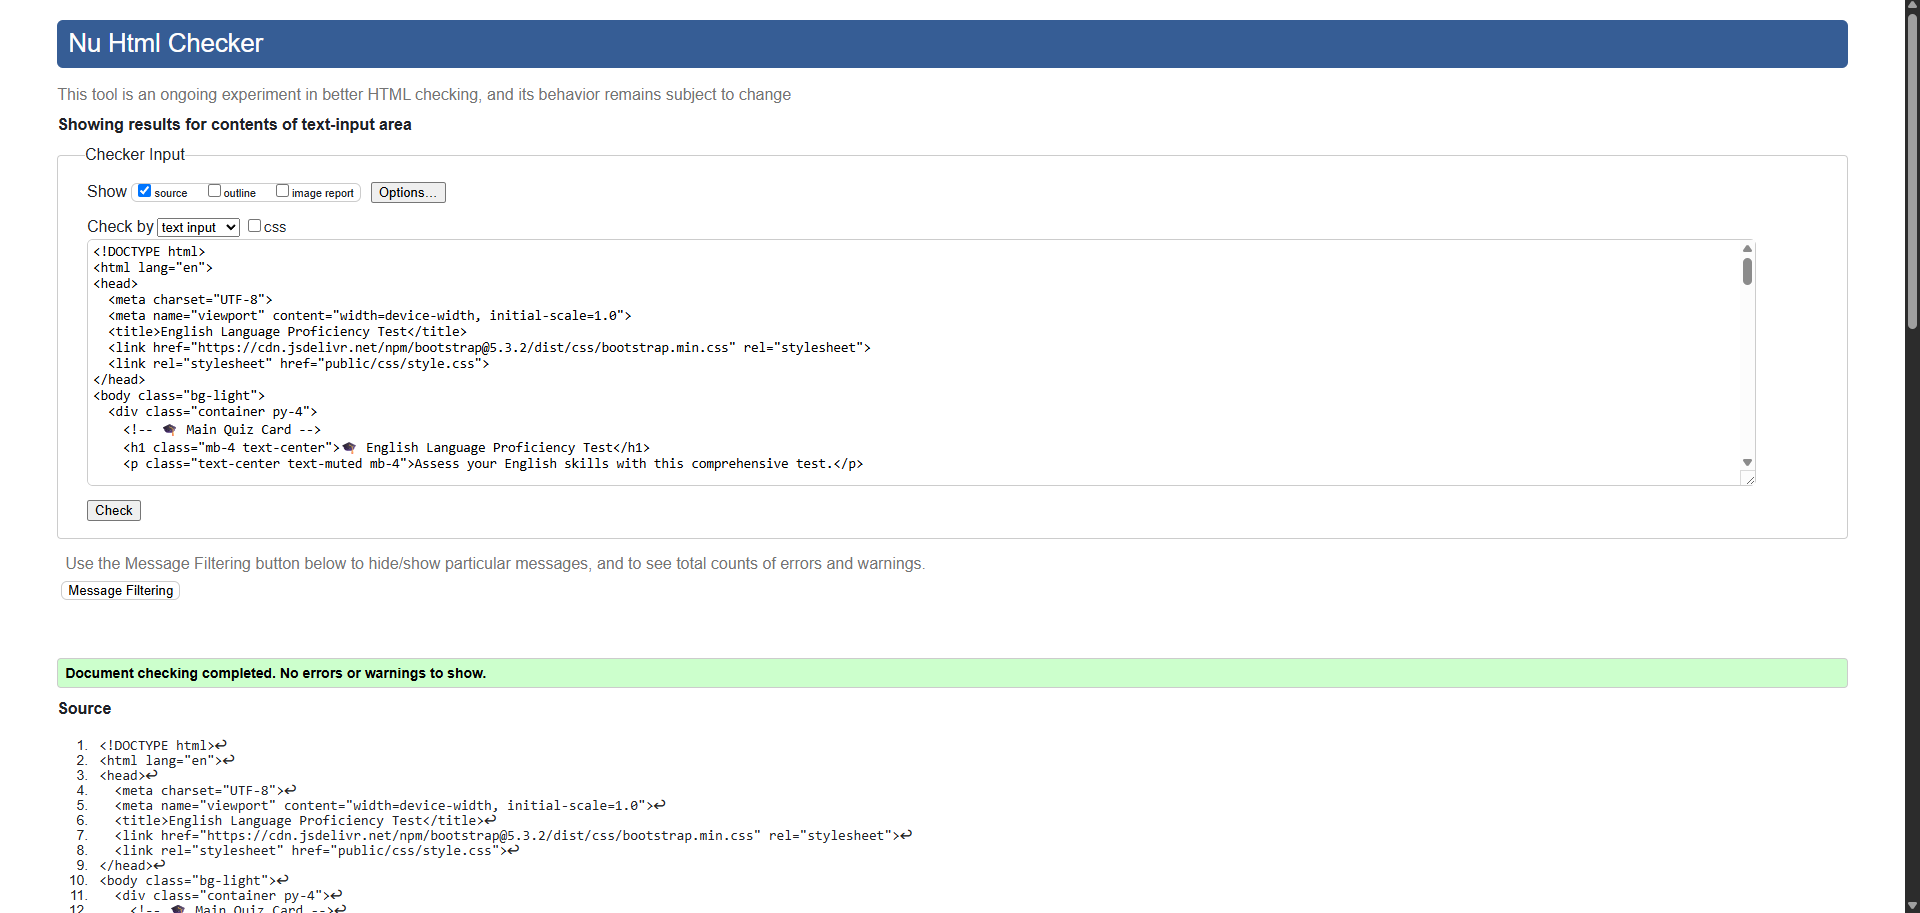 Nu Html Checker
This tool is an ongoing experiment in better HTML checking, and its behavior remains subject to change
Showing results for contents of text-input area
Checker Input
Show source outline image report Options...
Check by text input css
<!DOCTYPE html>
<html lang="en">
<head>
  <meta charset="UTF-8">
  <meta name="viewport" content="width=device-width, initial-scale=1.0">
  <title>English Language Proficiency Test</title>
  <link href="https://cdn.jsdelivr.net/npm/bootstrap@5.3.2/dist/css/bootstrap.min.css" rel="stylesheet">
  <link rel="stylesheet" href="public/css/style.css">
</head>
<body class="bg-light">
  <div class="container py-4">
    <!-- 🎓 Main Quiz Card -->
    <h1 class="mb-4 text-center">🎓 English Language Proficiency Test</h1>
    <p class="text-center text-muted mb-4">Assess your English skills with this comprehensive test.</p>
Check
Use the Message Filtering button below to hide/show particular messages, and to see total counts of errors and warnings.
Message Filtering
Document checking completed. No errors or warnings to show.
Source
1. <!DOCTYPE html>↩
2. <html lang="en">↩
3. <head>↩
4.   <meta charset="UTF-8">↩
5.   <meta name="viewport" content="width=device-width, initial-scale=1.0">↩
6.   <title>English Language Proficiency Test</title>↩
7.   <link href="https://cdn.jsdelivr.net/npm/bootstrap@5.3.2/dist/css/bootstrap.min.css" rel="stylesheet">↩
8.   <link rel="stylesheet" href="public/css/style.css">↩
9. </head>↩
10. <body class="bg-light">↩
11.   <div class="container py-4">↩
12.     <!-- 🎓 Main Quiz Card -->↩